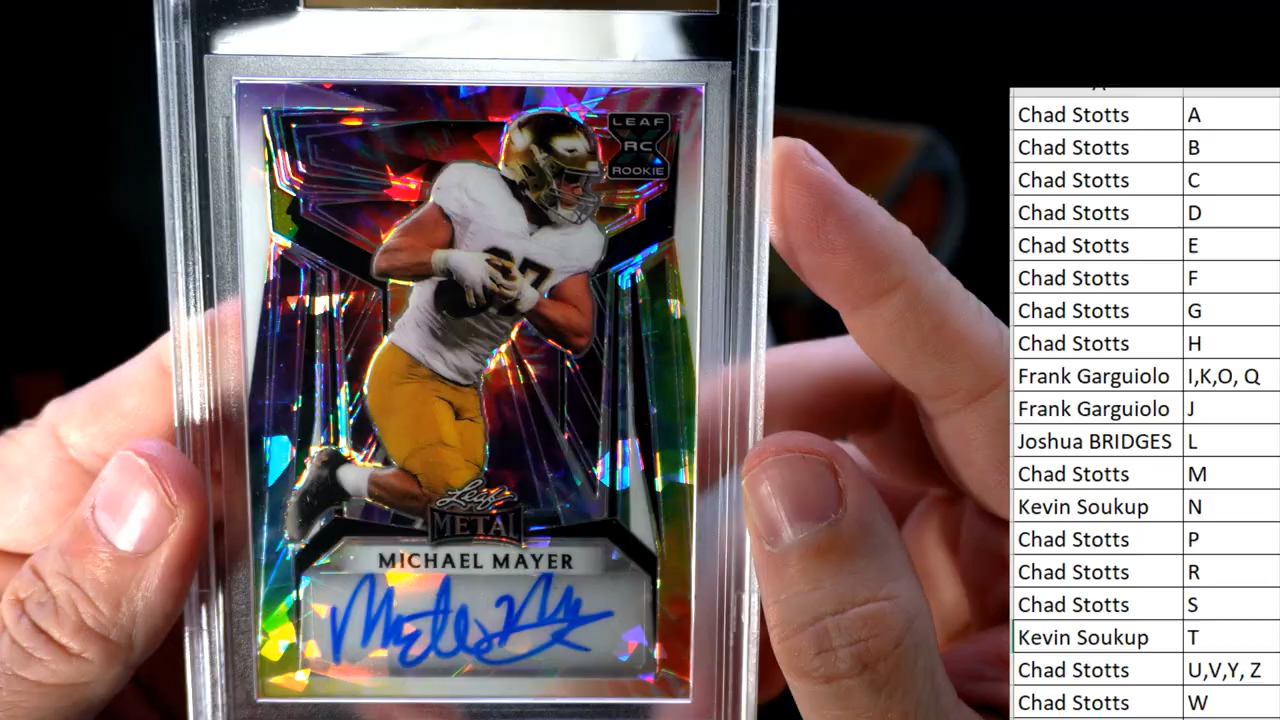 LEAF
RC
ROOKIE
87
Leaf
METAL
MICHAEL MAYER
Chad Stotts A
Chad Stotts B
Chad Stotts C
Chad Stotts D
Chad Stotts E
Chad Stotts F
Chad Stotts G
Chad Stotts H
Frank Garguiolo I,K,O, Q
Frank Garguiolo J
Joshua BRIDGES L
Chad Stotts M
Kevin Soukup N
Chad Stotts P
Chad Stotts R
Chad Stotts S
Kevin Soukup T
Chad Stotts U,V,Y, Z
Chad Stotts W